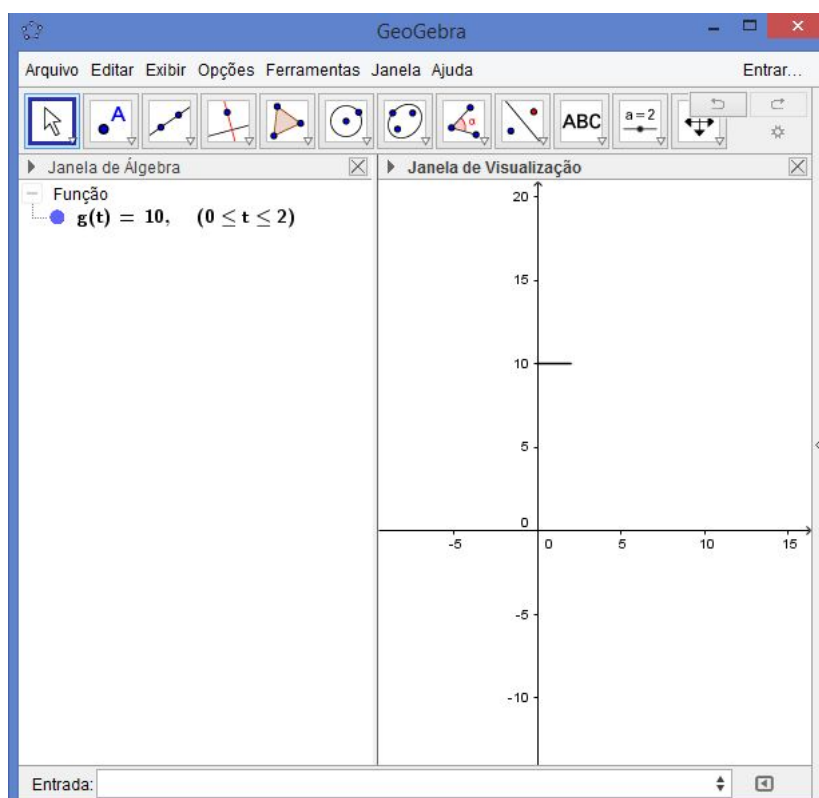 GeoGebra
Arquivo Editar Exibir Opções Ferramentas Janela Ajuda
Entrar...
A
α
ABC
a=2
Janela de Álgebra
Janela de Visualização
Função
g(t) = 10, (0 ≤ t ≤ 2)
20
15
10
5
0
-5
0
5
10
15
-5
-10
Entrada: